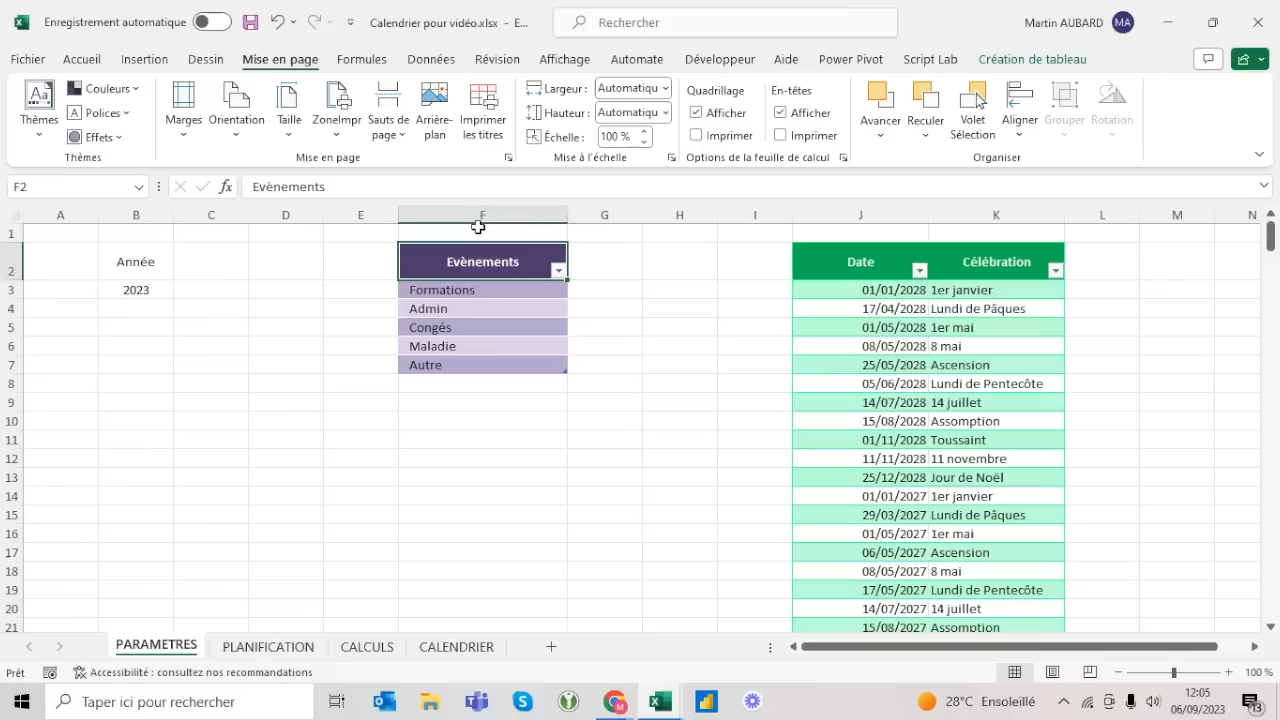 Enregistrement automatique
Calendrier pour vidéo.xlsx - E...
Rechercher
Martin AUBARD MA
Fichier Accueil Insertion Dessin Mise en page Formules Données Révision Affichage Automate Développeur Aide Power Pivot Script Lab Création de tableau
Thèmes
Couleurs
Polices
Effets
Thèmes
Marges Orientation Taille ZoneImpr Sauts de page Arrière-plan Imprimer les titres
Mise en page
Largeur : Automatiqu
Hauteur : Automatiqu
Échelle : 100 %
Mise à l'échelle
Quadrillage En-têtes
Afficher Afficher
Imprimer Imprimer
Options de la feuille de calcul
Avancer Reculer Volet Sélection Aligner Grouper Rotation
Organiser
F2
fx Evènements
A B C D E F G H I J K L M N
1
2 Année Evènements Date Célébration
3 2023 Formations 01/01/2028 1er janvier
4 Admin 17/04/2028 Lundi de Pâques
5 Congés 01/05/2028 1er mai
6 Maladie 08/05/2028 8 mai
7 Autre 25/05/2028 Ascension
8 05/06/2028 Lundi de Pentecôte
9 14/07/2028 14 juillet
10 15/08/2028 Assomption
11 01/11/2028 Toussaint
12 11/11/2028 11 novembre
13 25/12/2028 Jour de Noël
14 01/01/2027 1er janvier
15 29/03/2027 Lundi de Pâques
16 01/05/2027 1er mai
17 06/05/2027 Ascension
18 08/05/2027 8 mai
19 17/05/2027 Lundi de Pentecôte
20 14/07/2027 14 juillet
21 15/08/2027 Assomption
PARAMETRES PLANIFICATION CALCULS CALENDRIER
Prêt Accessibilité : consultez nos recommandations 100 %
Taper ici pour rechercher
28°C Ensoleillé
12:05
06/09/2023
13